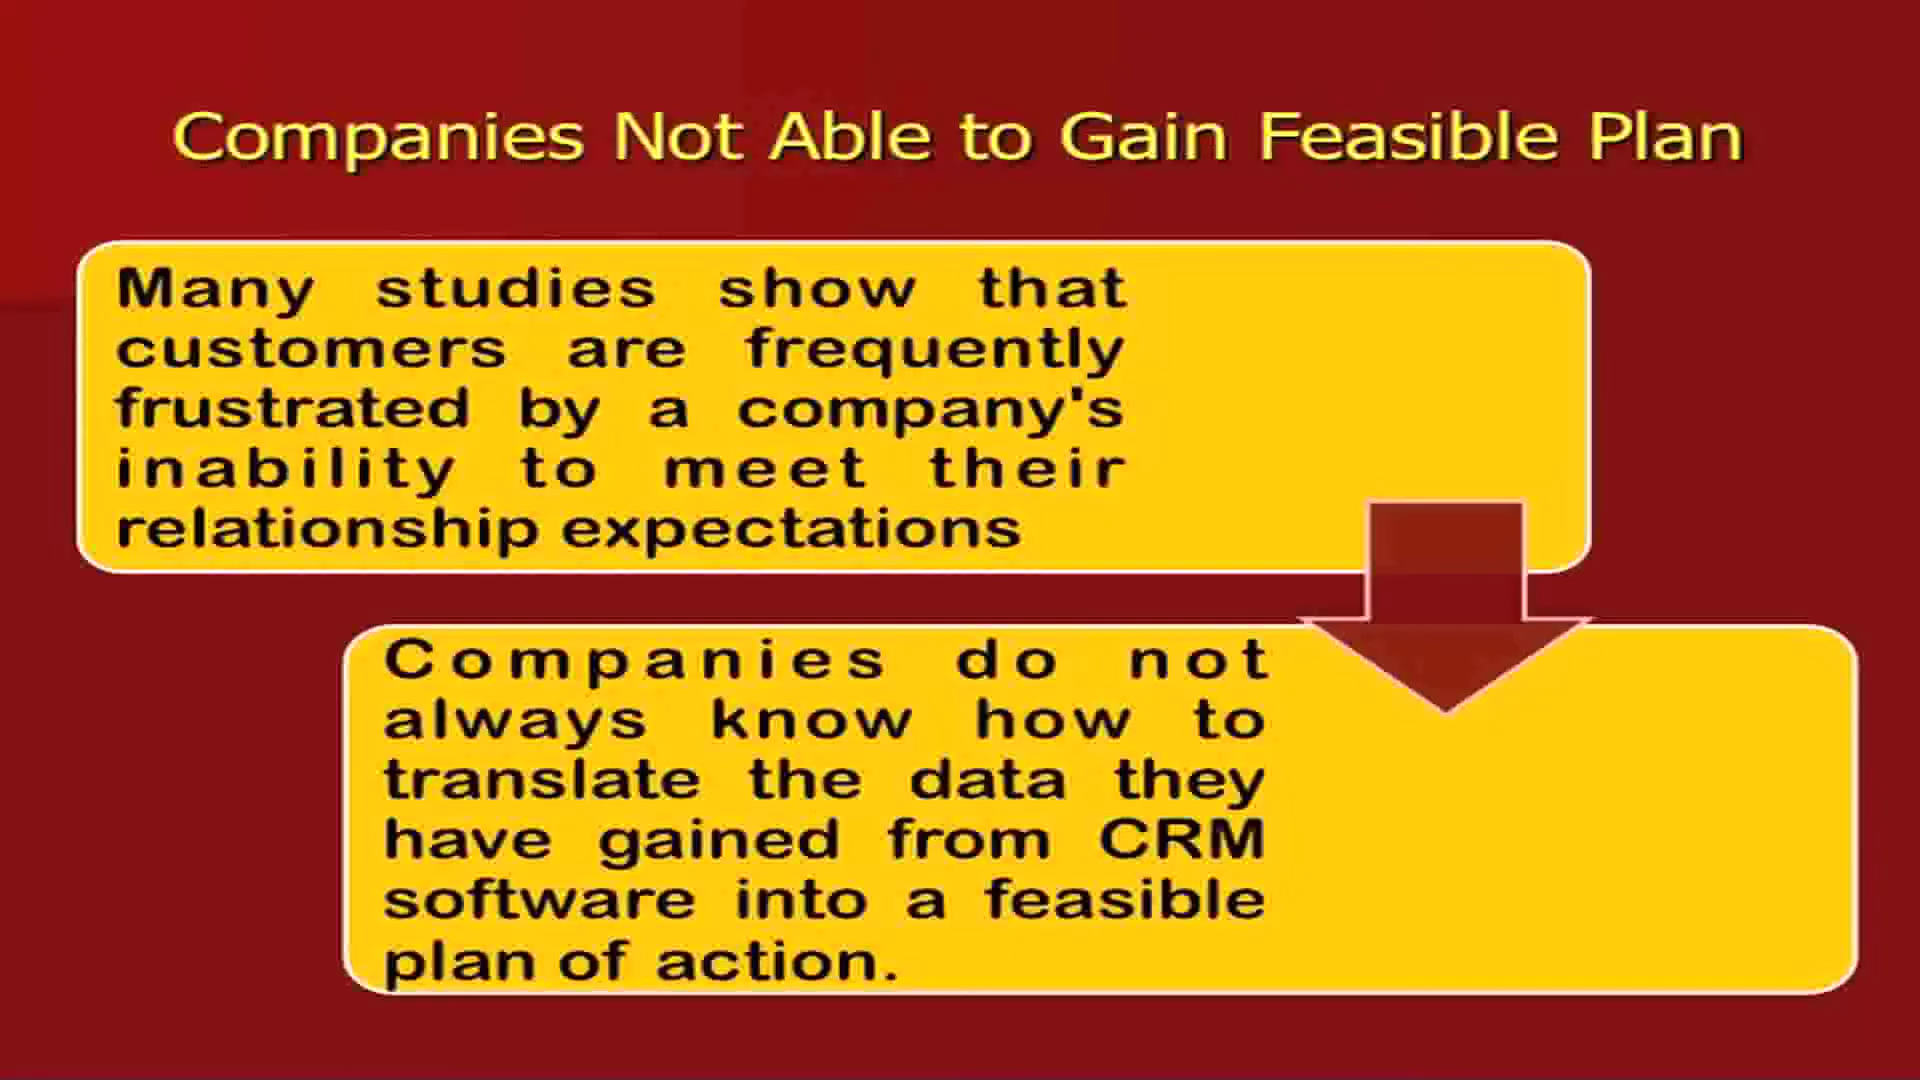 Companies Not Able to Gain Feasible Plan
Many studies show that
customers are frequently
frustrated by a company's
inability to meet their
relationship expectations
Companies do not
always know how to
translate the data they
have gained from CRM
software into a feasible
plan of action.